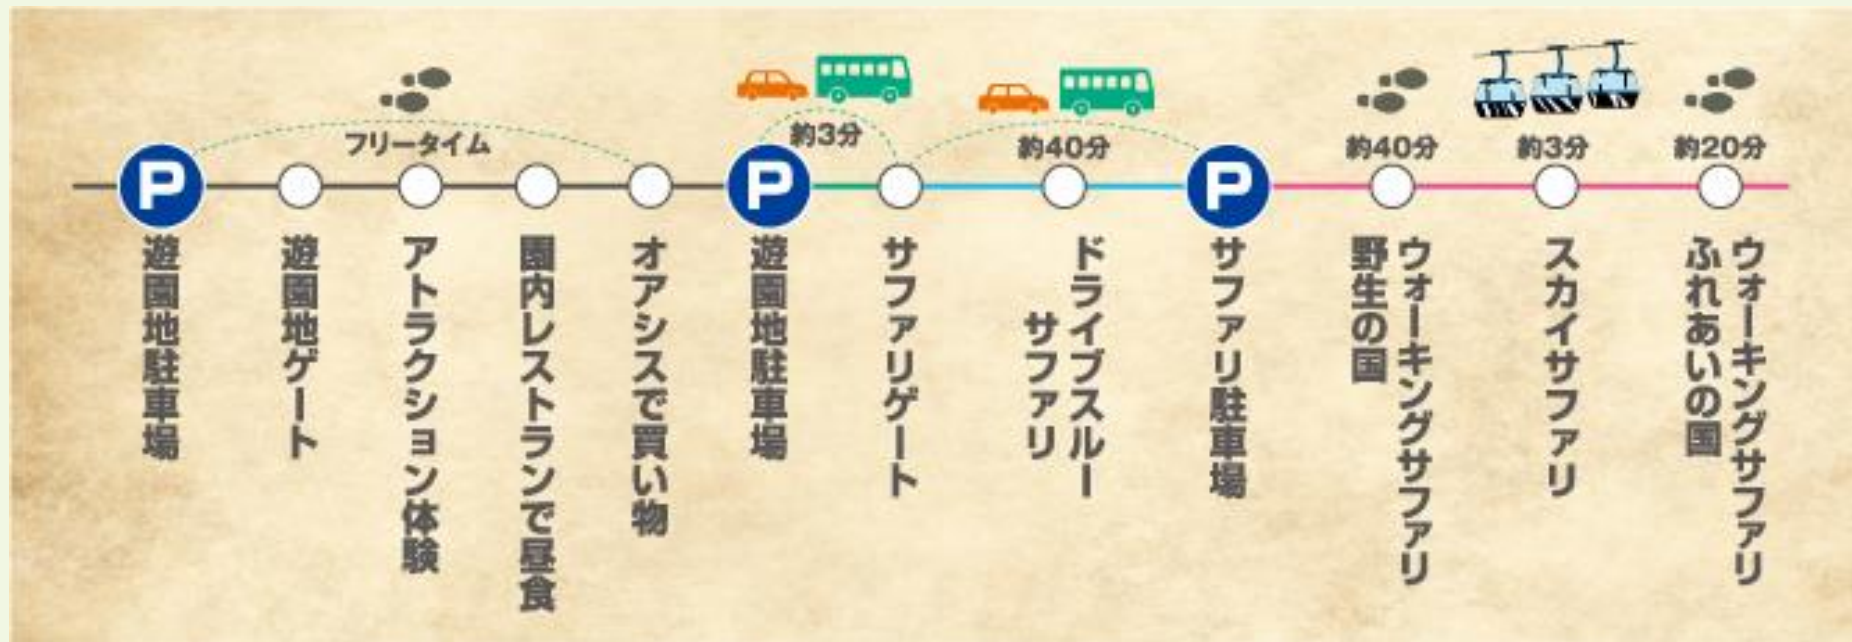 フリータイム
約3分
約40分
約40分
約3分
約20分
P
P
P
遊園地駐車場
遊園地ゲート
アトラクション体験
園内レストランで昼食
オアシスで買い物
遊園地駐車場
サファリゲート
ドライブスルー
サファリ
サファリ駐車場
ウォーキングサファリ
野生の国
スカイサファリ
ウォーキングサファリ
ふれあいの国